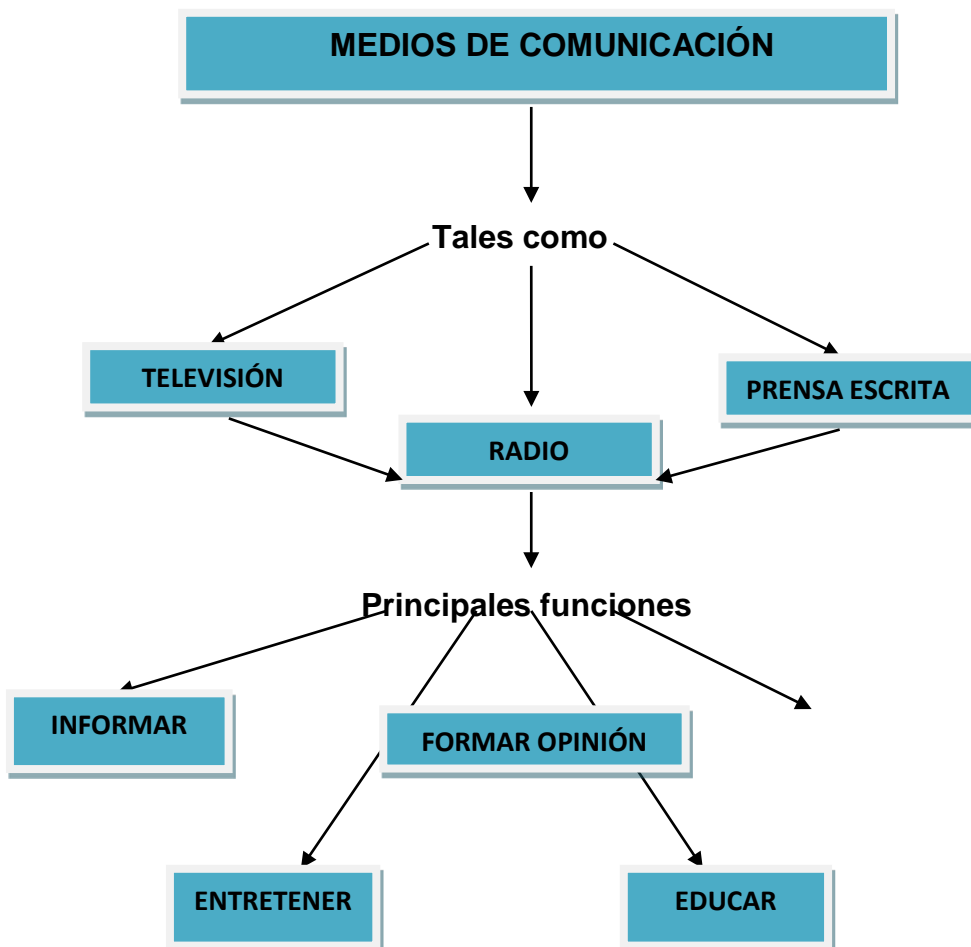 MEDIOS DE COMUNICACIÓN
Tales como
TELEVISIÓN
PRENSA ESCRITA
RADIO
Principales funciones
INFORMAR
FORMAR OPINIÓN
ENTRETENER
EDUCAR